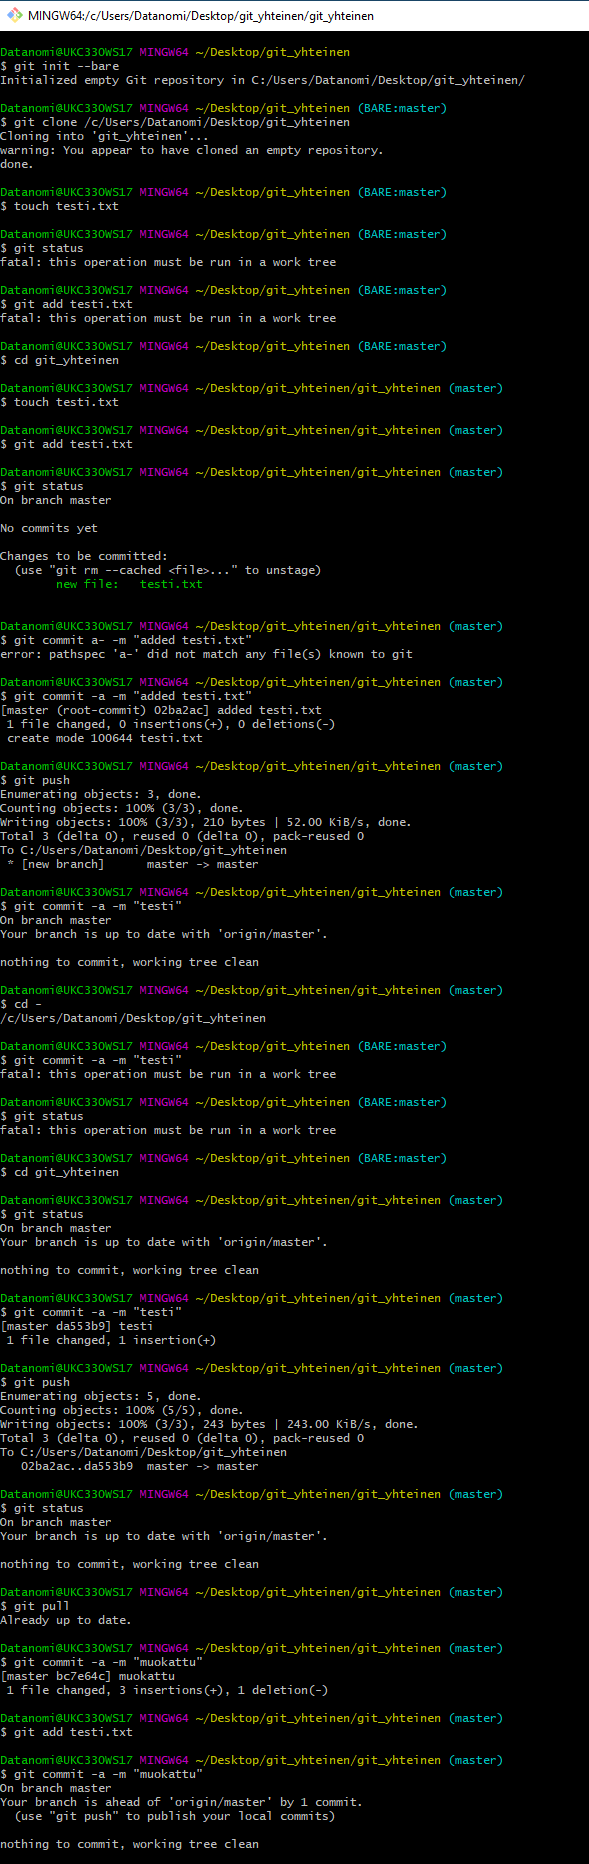 MINGW64:/c/Users/Datanomi/Desktop/git_yhteinen/git_yhteinen
Datanomi@UKC330WS17 MINGW64 ~/Desktop/git_yhteinen
$ git init --bare
Initialized empty Git repository in C:/Users/Datanomi/Desktop/git_yhteinen/
Datanomi@UKC330WS17 MINGW64 ~/Desktop/git_yhteinen (BARE:master)
$ git clone /c/Users/Datanomi/Desktop/git_yhteinen
Cloning into 'git_yhteinen'...
warning: You appear to have cloned an empty repository.
done.
Datanomi@UKC330WS17 MINGW64 ~/Desktop/git_yhteinen (BARE:master)
$ touch testi.txt
Datanomi@UKC330WS17 MINGW64 ~/Desktop/git_yhteinen (BARE:master)
$ git status
fatal: this operation must be run in a work tree
Datanomi@UKC330WS17 MINGW64 ~/Desktop/git_yhteinen (BARE:master)
$ git add testi.txt
fatal: this operation must be run in a work tree
Datanomi@UKC330WS17 MINGW64 ~/Desktop/git_yhteinen (BARE:master)
$ cd git_yhteinen
Datanomi@UKC330WS17 MINGW64 ~/Desktop/git_yhteinen/git_yhteinen (master)
$ touch testi.txt
Datanomi@UKC330WS17 MINGW64 ~/Desktop/git_yhteinen/git_yhteinen (master)
$ git add testi.txt
Datanomi@UKC330WS17 MINGW64 ~/Desktop/git_yhteinen/git_yhteinen (master)
$ git status
On branch master
No commits yet
Changes to be committed:
  (use "git rm --cached <file>..." to unstage)
        new file:   testi.txt
Datanomi@UKC330WS17 MINGW64 ~/Desktop/git_yhteinen/git_yhteinen (master)
$ git commit a- -m "added testi.txt"
error: pathspec 'a-' did not match any file(s) known to git
Datanomi@UKC330WS17 MINGW64 ~/Desktop/git_yhteinen/git_yhteinen (master)
$ git commit -a -m "added testi.txt"
[master (root-commit) 02ba2ac] added testi.txt
 1 file changed, 0 insertions(+), 0 deletions(-)
 create mode 100644 testi.txt
Datanomi@UKC330WS17 MINGW64 ~/Desktop/git_yhteinen/git_yhteinen (master)
$ git push
Enumerating objects: 3, done.
Counting objects: 100% (3/3), done.
Writing objects: 100% (3/3), 210 bytes | 52.00 KiB/s, done.
Total 3 (delta 0), reused 0 (delta 0), pack-reused 0
To C:/Users/Datanomi/Desktop/git_yhteinen
 * [new branch]      master -> master
Datanomi@UKC330WS17 MINGW64 ~/Desktop/git_yhteinen/git_yhteinen (master)
$ git commit -a -m "testi"
On branch master
Your branch is up to date with 'origin/master'.
nothing to commit, working tree clean
Datanomi@UKC330WS17 MINGW64 ~/Desktop/git_yhteinen/git_yhteinen (master)
$ cd -
/c/Users/Datanomi/Desktop/git_yhteinen
Datanomi@UKC330WS17 MINGW64 ~/Desktop/git_yhteinen (BARE:master)
$ git commit -a -m "testi"
fatal: this operation must be run in a work tree
Datanomi@UKC330WS17 MINGW64 ~/Desktop/git_yhteinen (BARE:master)
$ git status
fatal: this operation must be run in a work tree
Datanomi@UKC330WS17 MINGW64 ~/Desktop/git_yhteinen (BARE:master)
$ cd git_yhteinen
Datanomi@UKC330WS17 MINGW64 ~/Desktop/git_yhteinen/git_yhteinen (master)
$ git status
On branch master
Your branch is up to date with 'origin/master'.
nothing to commit, working tree clean
Datanomi@UKC330WS17 MINGW64 ~/Desktop/git_yhteinen/git_yhteinen (master)
$ git commit -a -m "testi"
[master da553b9] testi
 1 file changed, 1 insertion(+)
Datanomi@UKC330WS17 MINGW64 ~/Desktop/git_yhteinen/git_yhteinen (master)
$ git push
Enumerating objects: 5, done.
Counting objects: 100% (5/5), done.
Writing objects: 100% (3/3), 243 bytes | 243.00 KiB/s, done.
Total 3 (delta 0), reused 0 (delta 0), pack-reused 0
To C:/Users/Datanomi/Desktop/git_yhteinen
   02ba2ac..da553b9  master -> master
Datanomi@UKC330WS17 MINGW64 ~/Desktop/git_yhteinen/git_yhteinen (master)
$ git status
On branch master
Your branch is up to date with 'origin/master'.
nothing to commit, working tree clean
Datanomi@UKC330WS17 MINGW64 ~/Desktop/git_yhteinen/git_yhteinen (master)
$ git pull
Already up to date.
Datanomi@UKC330WS17 MINGW64 ~/Desktop/git_yhteinen/git_yhteinen (master)
$ git commit -a -m "muokattu"
[master bc7e64c] muokattu
 1 file changed, 3 insertions(+), 1 deletion(-)
Datanomi@UKC330WS17 MINGW64 ~/Desktop/git_yhteinen/git_yhteinen (master)
$ git add testi.txt
Datanomi@UKC330WS17 MINGW64 ~/Desktop/git_yhteinen/git_yhteinen (master)
$ git commit -a -m "muokattu"
On branch master
Your branch is ahead of 'origin/master' by 1 commit.
  (use "git push" to publish your local commits)
nothing to commit, working tree clean